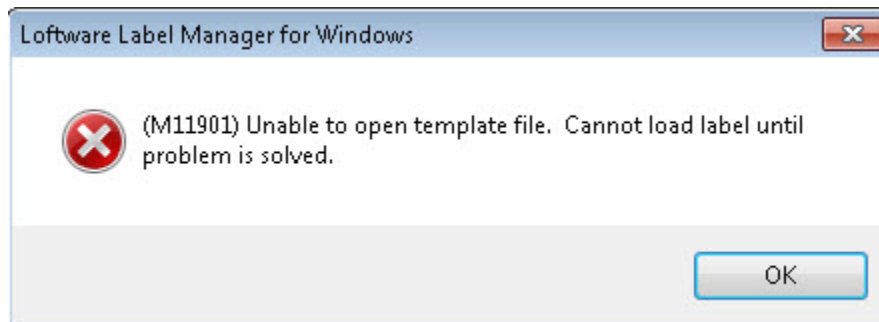 Loftware Label Manager for Windows
(M11901) Unable to open template file.  Cannot load label until
problem is solved.
OK